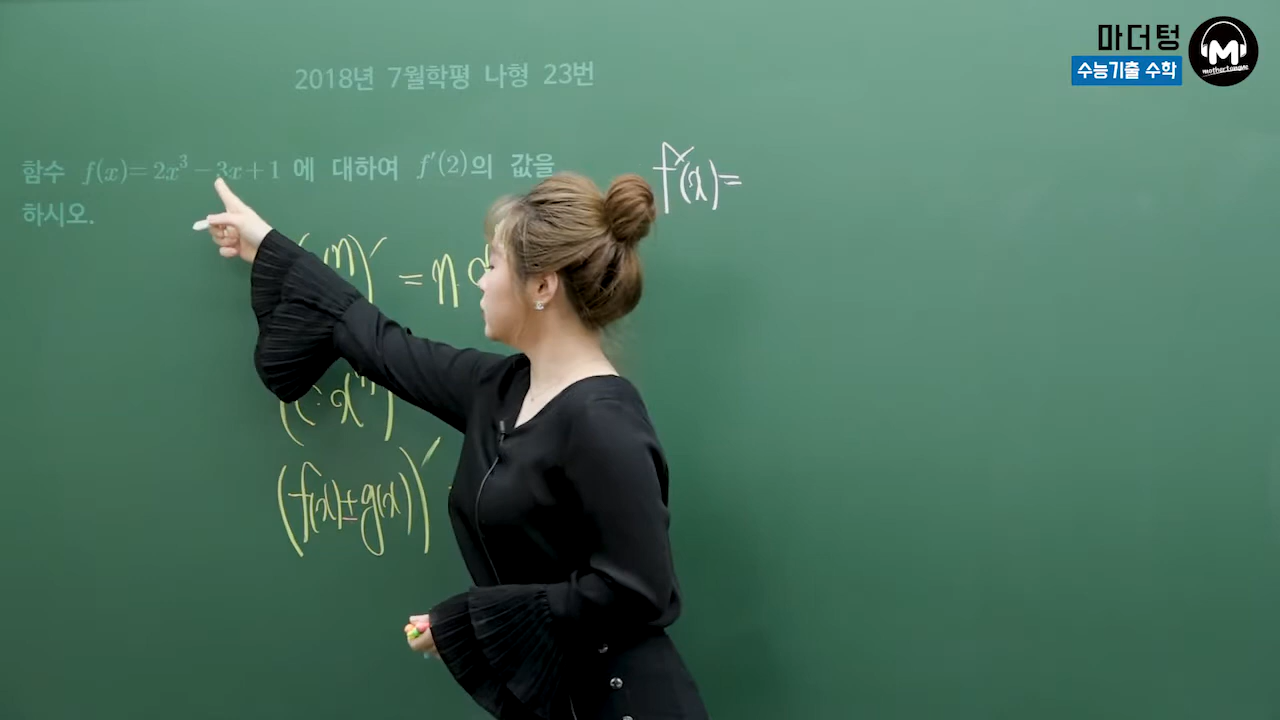 마더텅
수능기출 수학
M
mothertongue
2018년 7월학평 나형 23번
함수 f(x)=2x³-3x+1 에 대하여 f′(2)의 값을
하시오.
f′(x)=
n)′ = n·
(f(x)±g(x))′